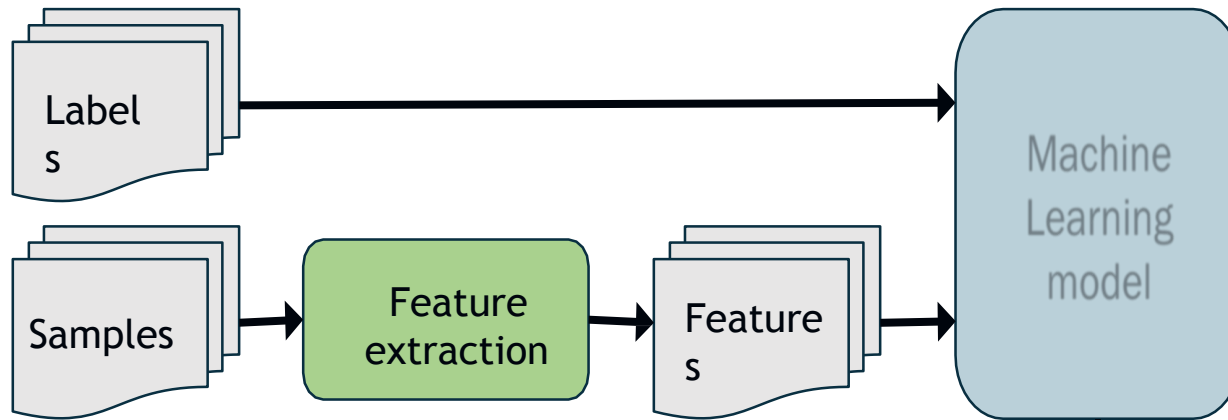 Label
s
Samples
Feature
extraction
Feature
s
Machine
Learning
model